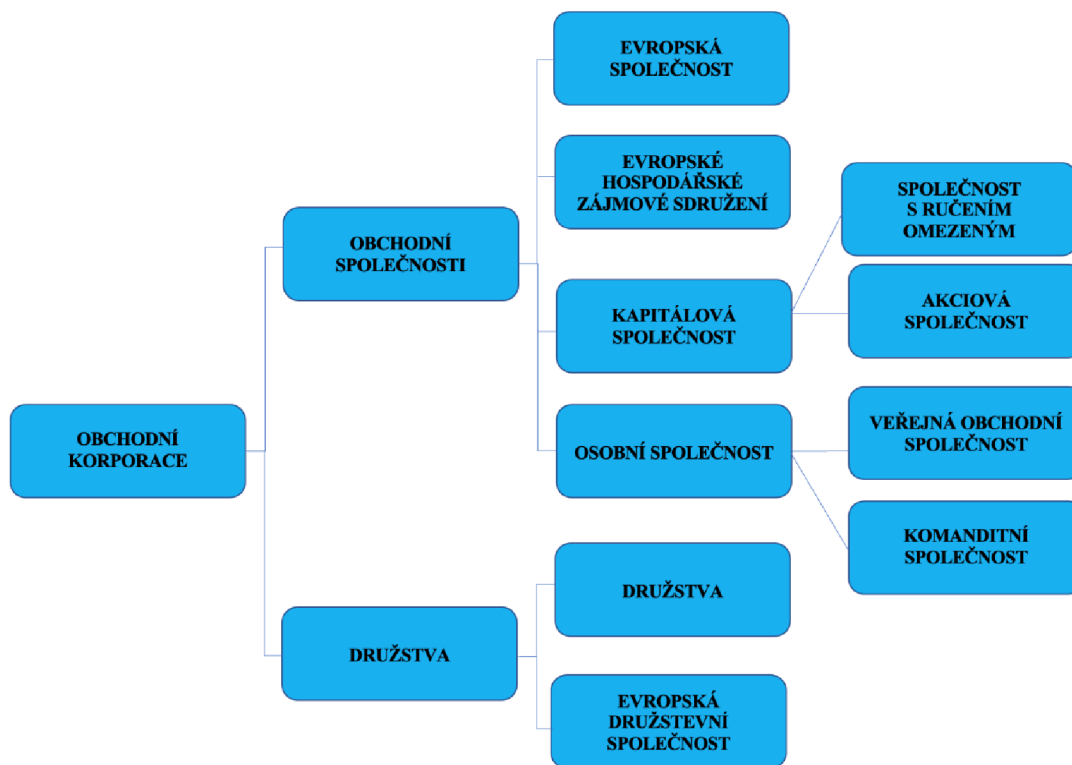 EVROPSKÁ
SPOLEČNOST
EVROPSKÉ
HOSPODÁŘSKÉ
ZÁJMOVÉ SDRUŽENÍ
SPOLEČNOST
S RUČENÍM
OMEZENÝM
OBCHODNÍ
SPOLEČNOSTI
KAPITÁLOVÁ
SPOLEČNOST
AKCIOVÁ
SPOLEČNOST
OBCHODNÍ
KORPORACE
OSOBNÍ SPOLEČNOST
VEŘEJNÁ OBCHODNÍ
SPOLEČNOST
KOMANDITNÍ
SPOLEČNOST
DRUŽSTVA
DRUŽSTVA
EVROPSKÁ
DRUŽSTEVNÍ
SPOLEČNOST